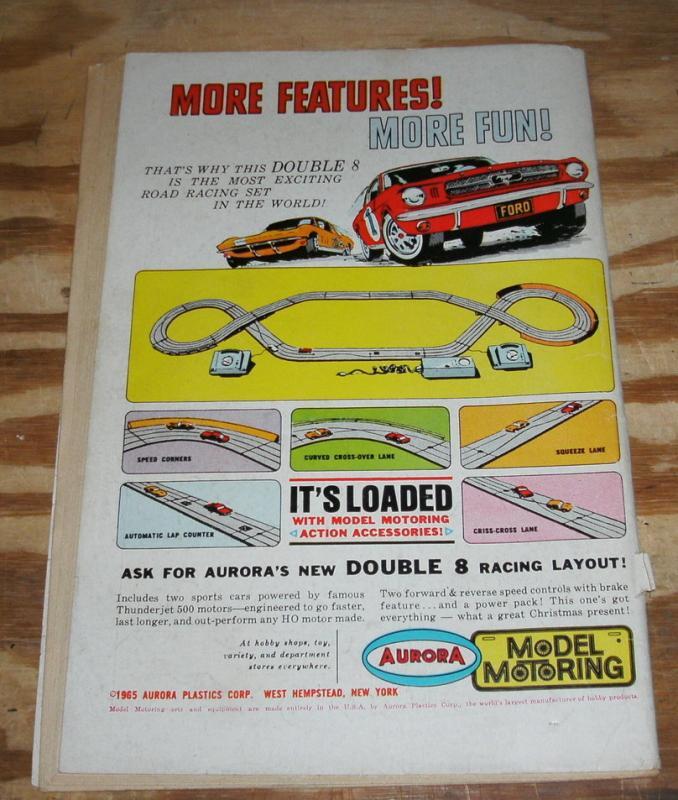 MORE FEATURES!
MORE FUN!
THAT'S WHY THIS DOUBLE 8
IS THE MOST EXCITING
ROAD RACING SET
IN THE WORLD!
1
FORD
SPEED CORNERS
CURVED CROSS-OVER LANE
SQUEEZE LANE
AUTOMATIC LAP COUNTER
IT'S LOADED
WITH MODEL MOTORING
ACTION ACCESSORIES!
CRISS-CROSS LANE
ASK FOR AURORA'S NEW DOUBLE 8 RACING LAYOUT!
Includes two sports cars powered by famous
Thunderjet 500 motors—engineered to go faster,
last longer, and out-perform any HO motor made.
Two forward & reverse speed controls with brake
feature...and a power pack! This one's got
everything — what a great Christmas present!
At hobby shops, toy,
variety, and department
stores everywhere.
AURORA
MODEL
MOTORING
©1965 AURORA PLASTICS CORP. WEST HEMPSTEAD, NEW YORK
Model Motoring sets and equipment are made entirely in the U.S.A. by Aurora Plastics Corp., the world's largest manufacturer of hobby products.